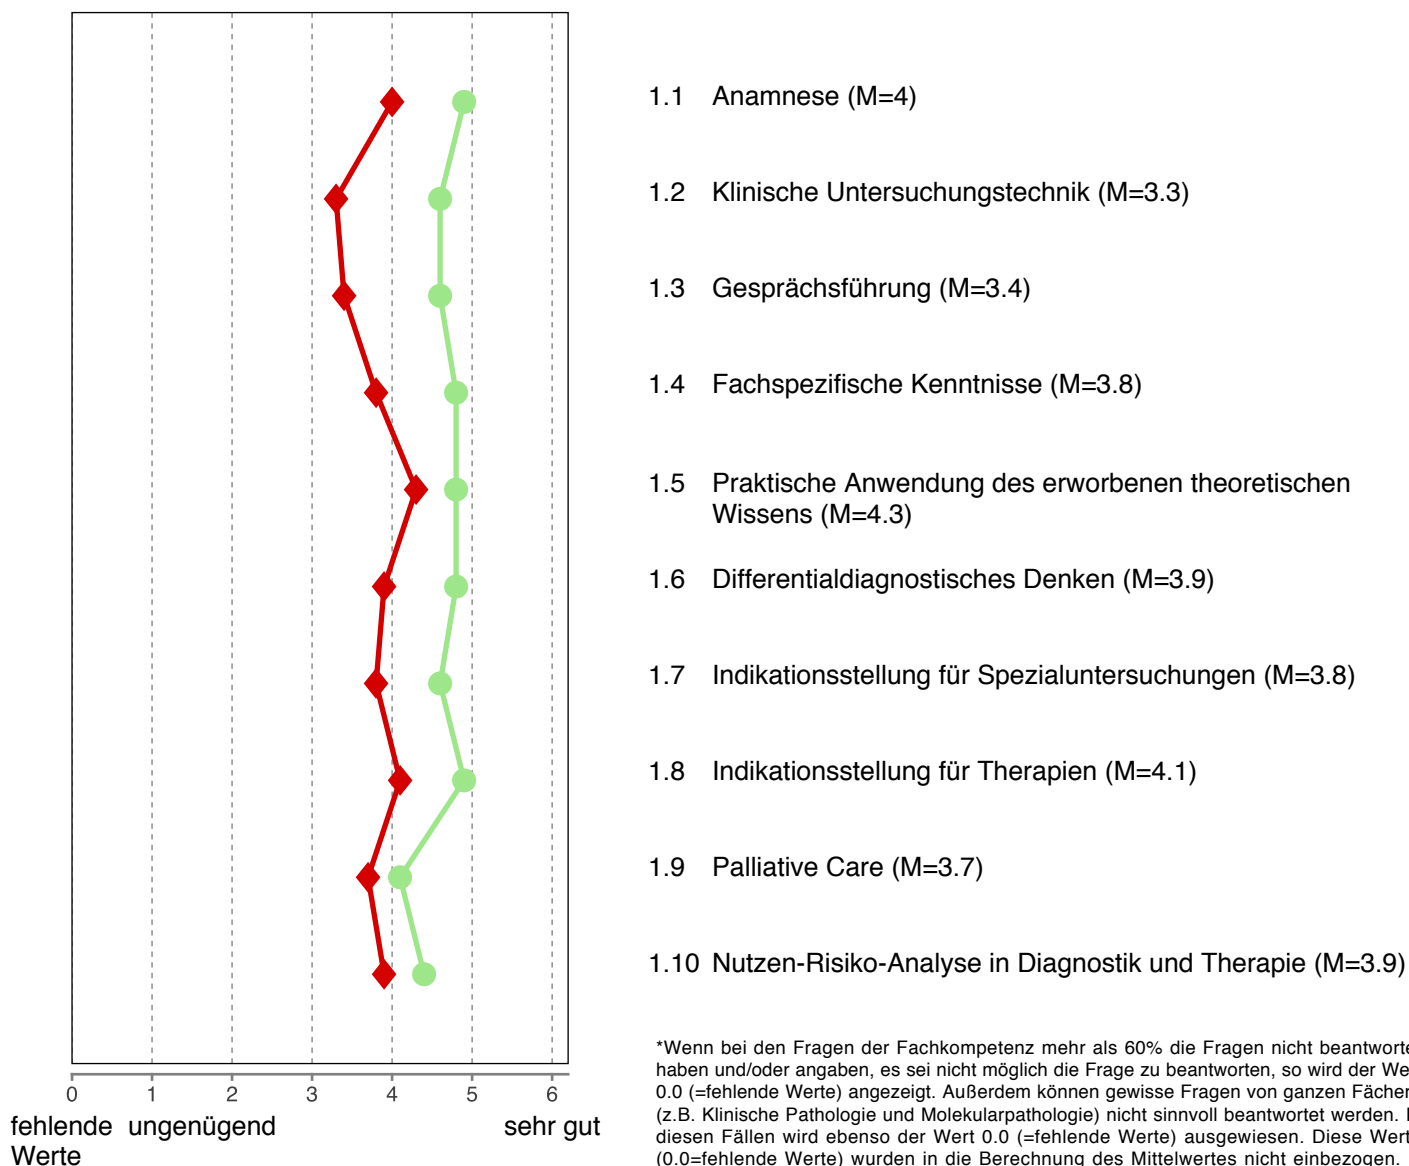 1.1 Anamnese (M=4)
1.2 Klinische Untersuchungstechnik (M=3.3)
1.3 Gesprächsführung (M=3.4)
1.4 Fachspezifische Kenntnisse (M=3.8)
1.5 Praktische Anwendung des erworbenen theoretischen
Wissens (M=4.3)
1.6 Differentialdiagnostisches Denken (M=3.9)
1.7 Indikationsstellung für Spezialuntersuchungen (M=3.8)
1.8 Indikationsstellung für Therapien (M=4.1)
1.9 Palliative Care (M=3.7)
1.10 Nutzen-Risiko-Analyse in Diagnostik und Therapie (M=3.9)
0 1 2 3 4 5 6
fehlende ungenügend sehr gut
Werte
*Wenn bei den Fragen der Fachkompetenz mehr als 60% die Fragen nicht
haben und/oder angaben, es sei nicht möglich die Frage zu beantworten, so wird der
0.0 (=fehlende Werte) angezeigt. Außerdem können gewisse Fragen von ganzen Fächer
(z.B. Klinische Pathologie und Molekularpathologie) nicht sinnvoll beantwortet werden.
diesen Fällen wird ebenso der Wert 0.0 (=fehlende Werte) ausgewiesen. Diese
(0.0=fehlende Werte) wurden in die Berechnung des Mittelwertes nicht einbezogen.